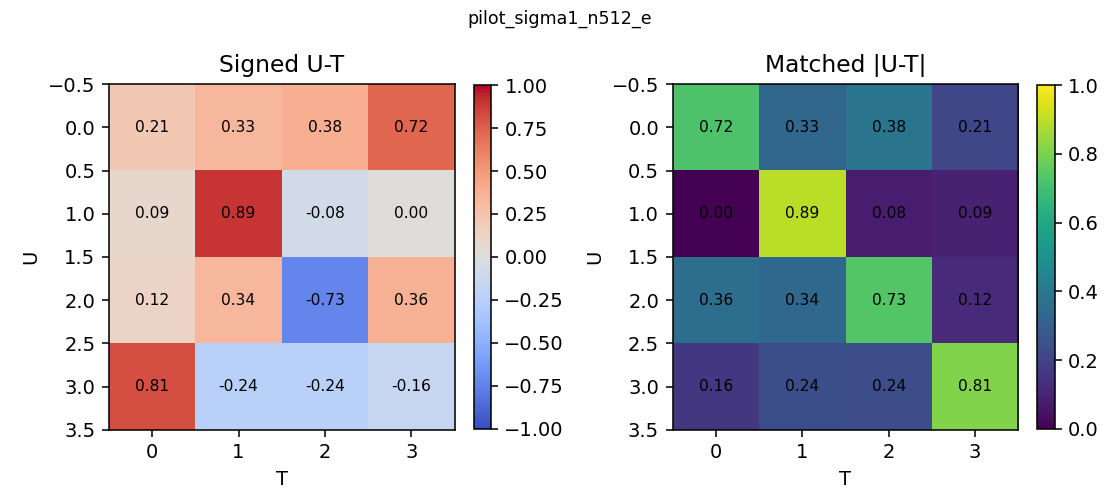 pilot_sigma1_n512_e
Signed U-T
Matched |U-T|
−0.5
0.0
0.5
1.0
1.5
2.0
2.5
3.0
3.5
U
0.21 0.33 0.38 0.72
0.09 0.89 -0.08 0.00
0.12 0.34 -0.73 0.36
0.81 -0.24 -0.24 -0.16
0 1 2 3
T
1.00
0.75
0.50
0.25
0.00
−0.25
−0.50
−0.75
−1.00
−0.5
0.0
0.5
1.0
1.5
2.0
2.5
3.0
3.5
U
0.72 0.33 0.38 0.21
0.00 0.89 0.08 0.09
0.36 0.34 0.73 0.12
0.16 0.24 0.24 0.81
0 1 2 3
T
1.0
0.8
0.6
0.4
0.2
0.0